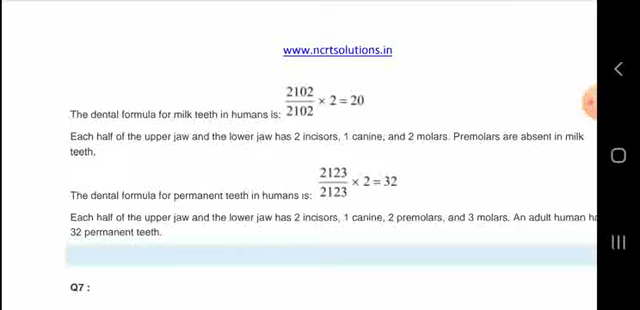 www.ncrtsolutions.in
The dental formula for milk teeth in humans is: 2102/2102 × 2 = 20
Each half of the upper jaw and the lower jaw has 2 incisors, 1 canine, and 2 molars. Premolars are absent in milk
teeth.
The dental formula for permanent teeth in humans is: 2123/2123 × 2 = 32
Each half of the upper jaw and the lower jaw has 2 incisors, 1 canine, 2 premolars, and 3 molars. An adult human
32 permanent teeth.
Q7 :